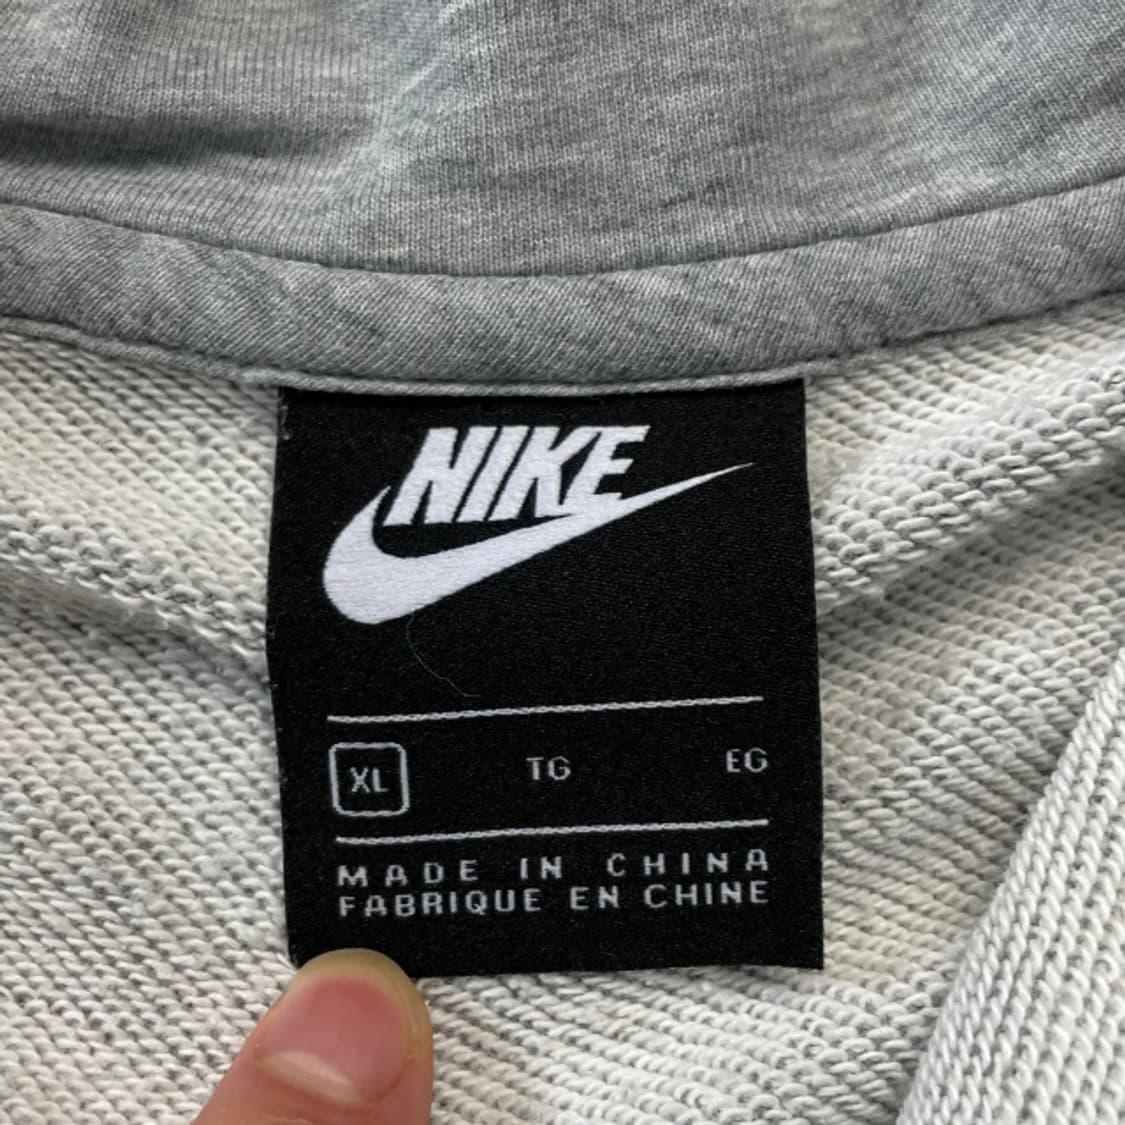 NIKE
XL TG EG
MADE IN CHINA
FABRIQUE EN CHINE